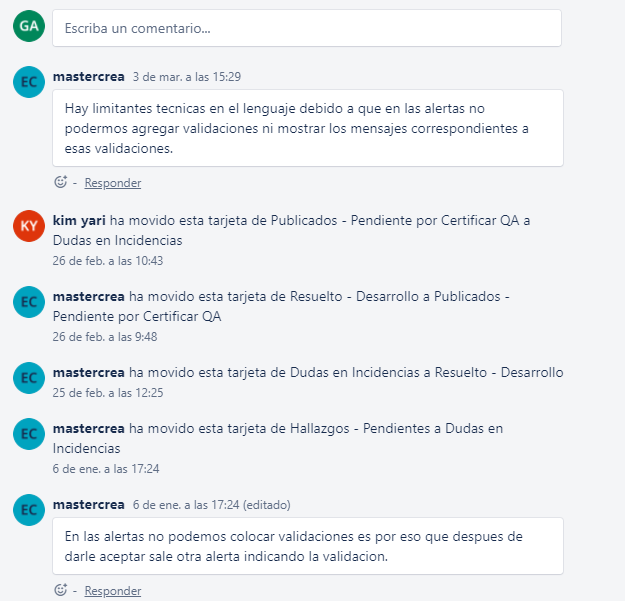 GA
Escriba un comentario...
EC
mastercrea 3 de mar. a las 15:29
Hay limitantes tecnicas en el lenguaje debido a que en las alertas no
podermos agregar validaciones ni mostrar los mensajes correspondientes a
esas validaciones.
- Responder
KY
kim yari ha movido esta tarjeta de Publicados - Pendiente por Certificar QA a
Dudas en Incidencias
26 de feb. a las 10:43
EC
mastercrea ha movido esta tarjeta de Resuelto - Desarrollo a Publicados -
Pendiente por Certificar QA
26 de feb. a las 9:48
EC
mastercrea ha movido esta tarjeta de Dudas en Incidencias a Resuelto - Desarrollo
25 de feb. a las 12:25
EC
mastercrea ha movido esta tarjeta de Hallazgos - Pendientes a Dudas en
Incidencias
6 de ene. a las 17:24
EC
mastercrea 6 de ene. a las 17:24 (editado)
En las alertas no podemos colocar validaciones es por eso que despues de
darle aceptar sale otra alerta indicando la validacion.
- Responder